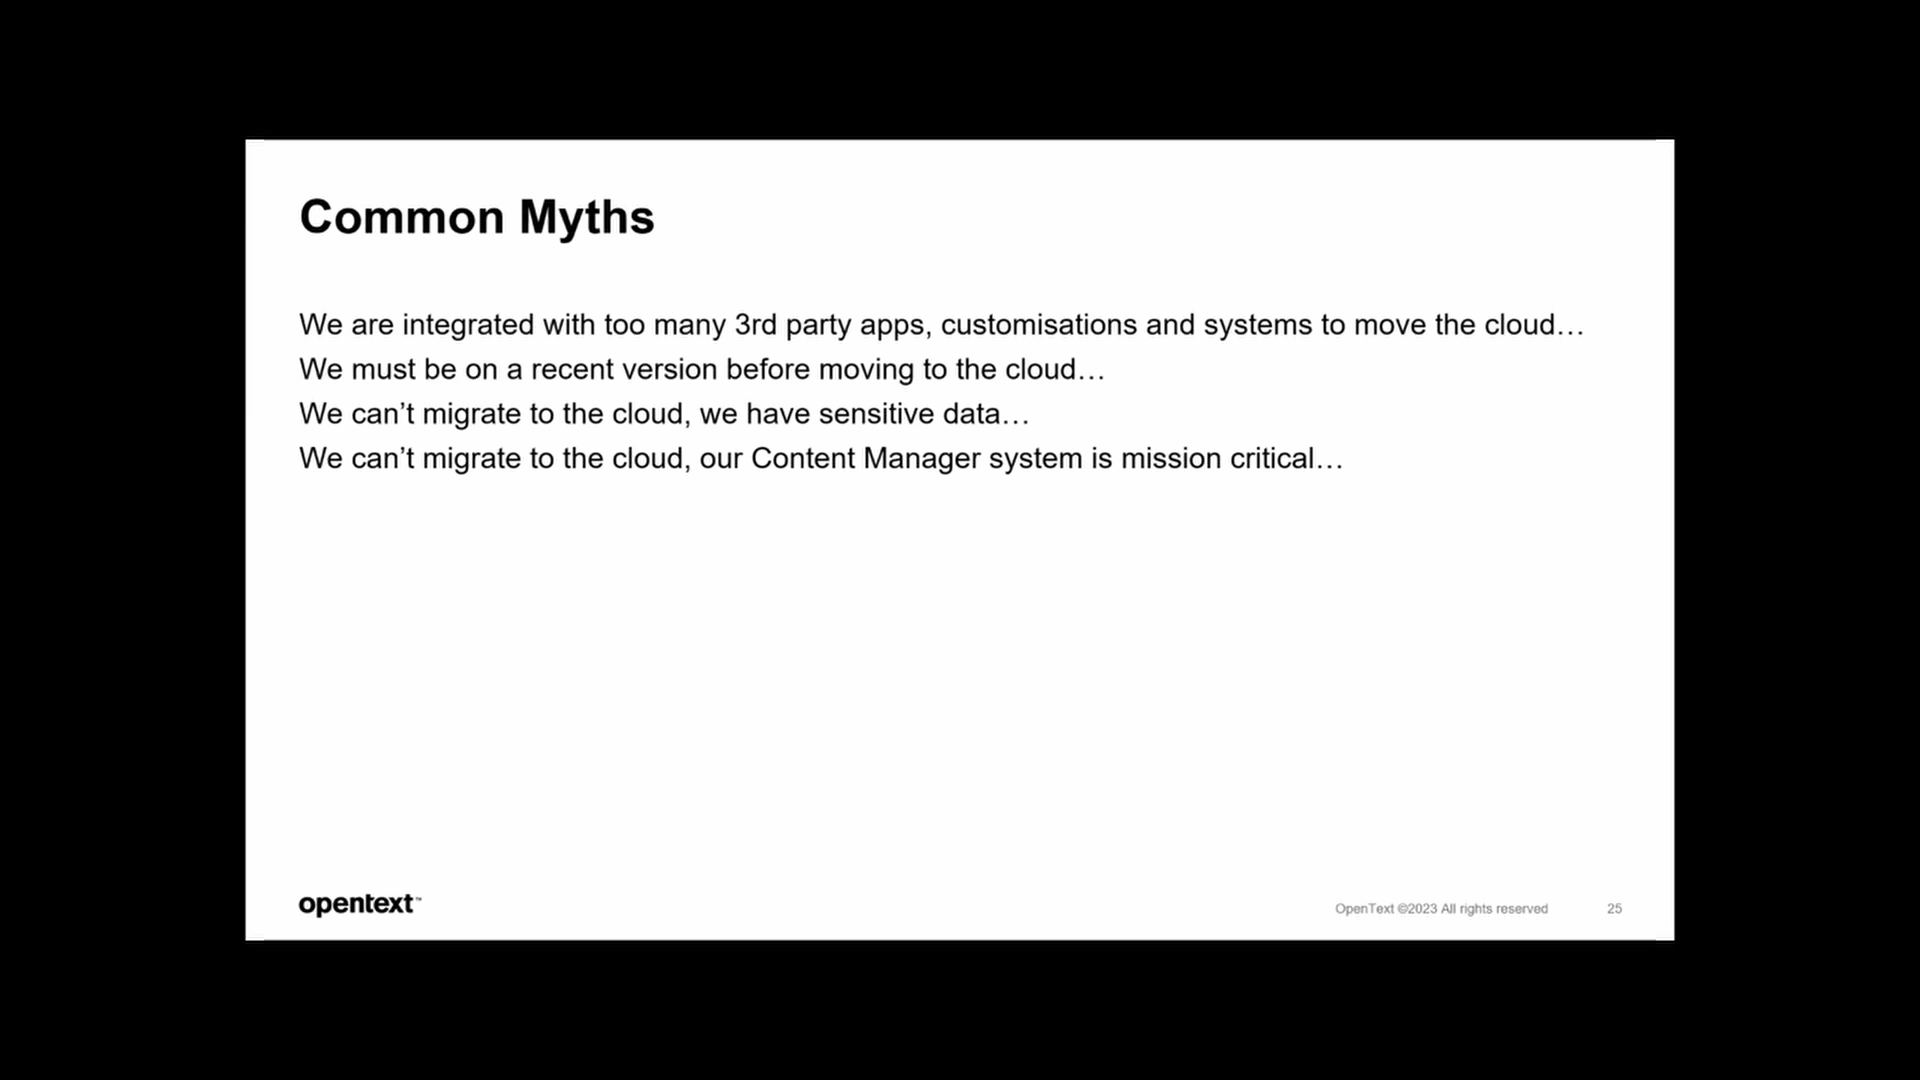 Common Myths
We are integrated with too many 3rd party apps, customisations and systems to move the cloud…
We must be on a recent version before moving to the cloud…
We can’t migrate to the cloud, we have sensitive data…
We can’t migrate to the cloud, our Content Manager system is mission critical…
opentext™
OpenText ©2023 All rights reserved 25